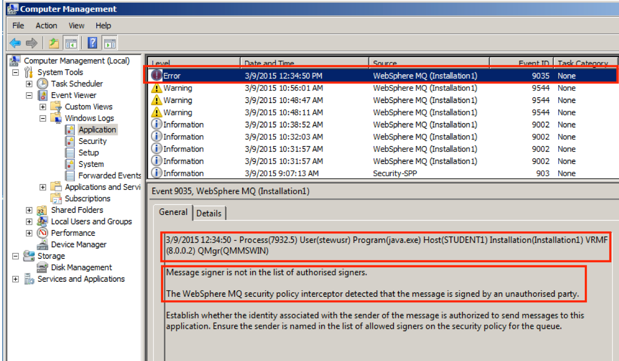 Computer Management
File Action View Help
Computer Management (Local)
System Tools
Task Scheduler
Event Viewer
Custom Views
Windows Logs
Application
Security
Setup
System
Forwarded Events
Applications and Servi
Subscriptions
Shared Folders
Local Users and Groups
Performance
Device Manager
Storage
Disk Management
Services and Applications
Level Date and Time Source Event ID Task Category
Error 3/9/2015 12:34:50 PM WebSphere MQ (Installation1) 9035 None
Warning 3/9/2015 10:56:01 AM WebSphere MQ (Installation1) 9544 None
Warning 3/9/2015 10:48:47 AM WebSphere MQ (Installation1) 9544 None
Warning 3/9/2015 10:48:11 AM WebSphere MQ (Installation1) 9544 None
Information 3/9/2015 10:38:52 AM WebSphere MQ (Installation1) 9002 None
Information 3/9/2015 10:32:03 AM WebSphere MQ (Installation1) 9002 None
Information 3/9/2015 10:31:57 AM WebSphere MQ (Installation1) 9002 None
Information 3/9/2015 10:31:57 AM WebSphere MQ (Installation1) 9002 None
Information 3/9/2015 9:07:13 AM Security-SPP 903 None
Event 9035, WebSphere MQ (Installation1)
General Details
3/9/2015 12:34:50 - Process(7932.5) User(stewusr) Program(java.exe) Host(STUDENT1) Installation(Installation1) VRMF
(8.0.0.2) QMgr(QMMSWIN)
Message signer is not in the list of authorised signers.
The WebSphere MQ security policy interceptor detected that the message is signed by an unauthorised party.
Establish whether the identity associated with the sender of the message is authorized to send messages to this
application. Ensure the sender is named in the list of allowed signers on the security policy for the queue.